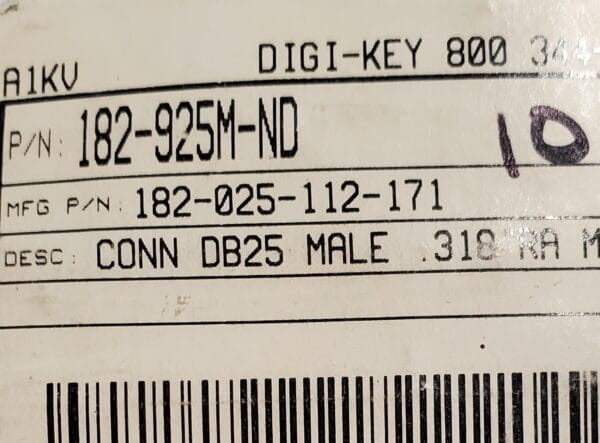 A1KV DIGI-KEY 800 344-
P/N: 182-925M-ND 10
MFG P/N: 182-025-112-171
DESC: CONN DB25 MALE .318 RA M